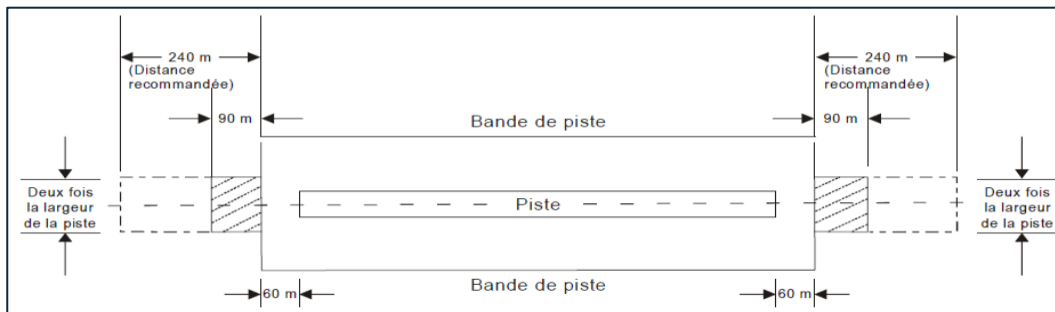 240 m
(Distance
recommandée)
90 m
Bande de piste
240 m
(Distance
recommandée)
90 m
Deux fois
la largeur
de la piste
Piste
Deux fois
la largeur
de la piste
60 m
Bande de piste
60 m